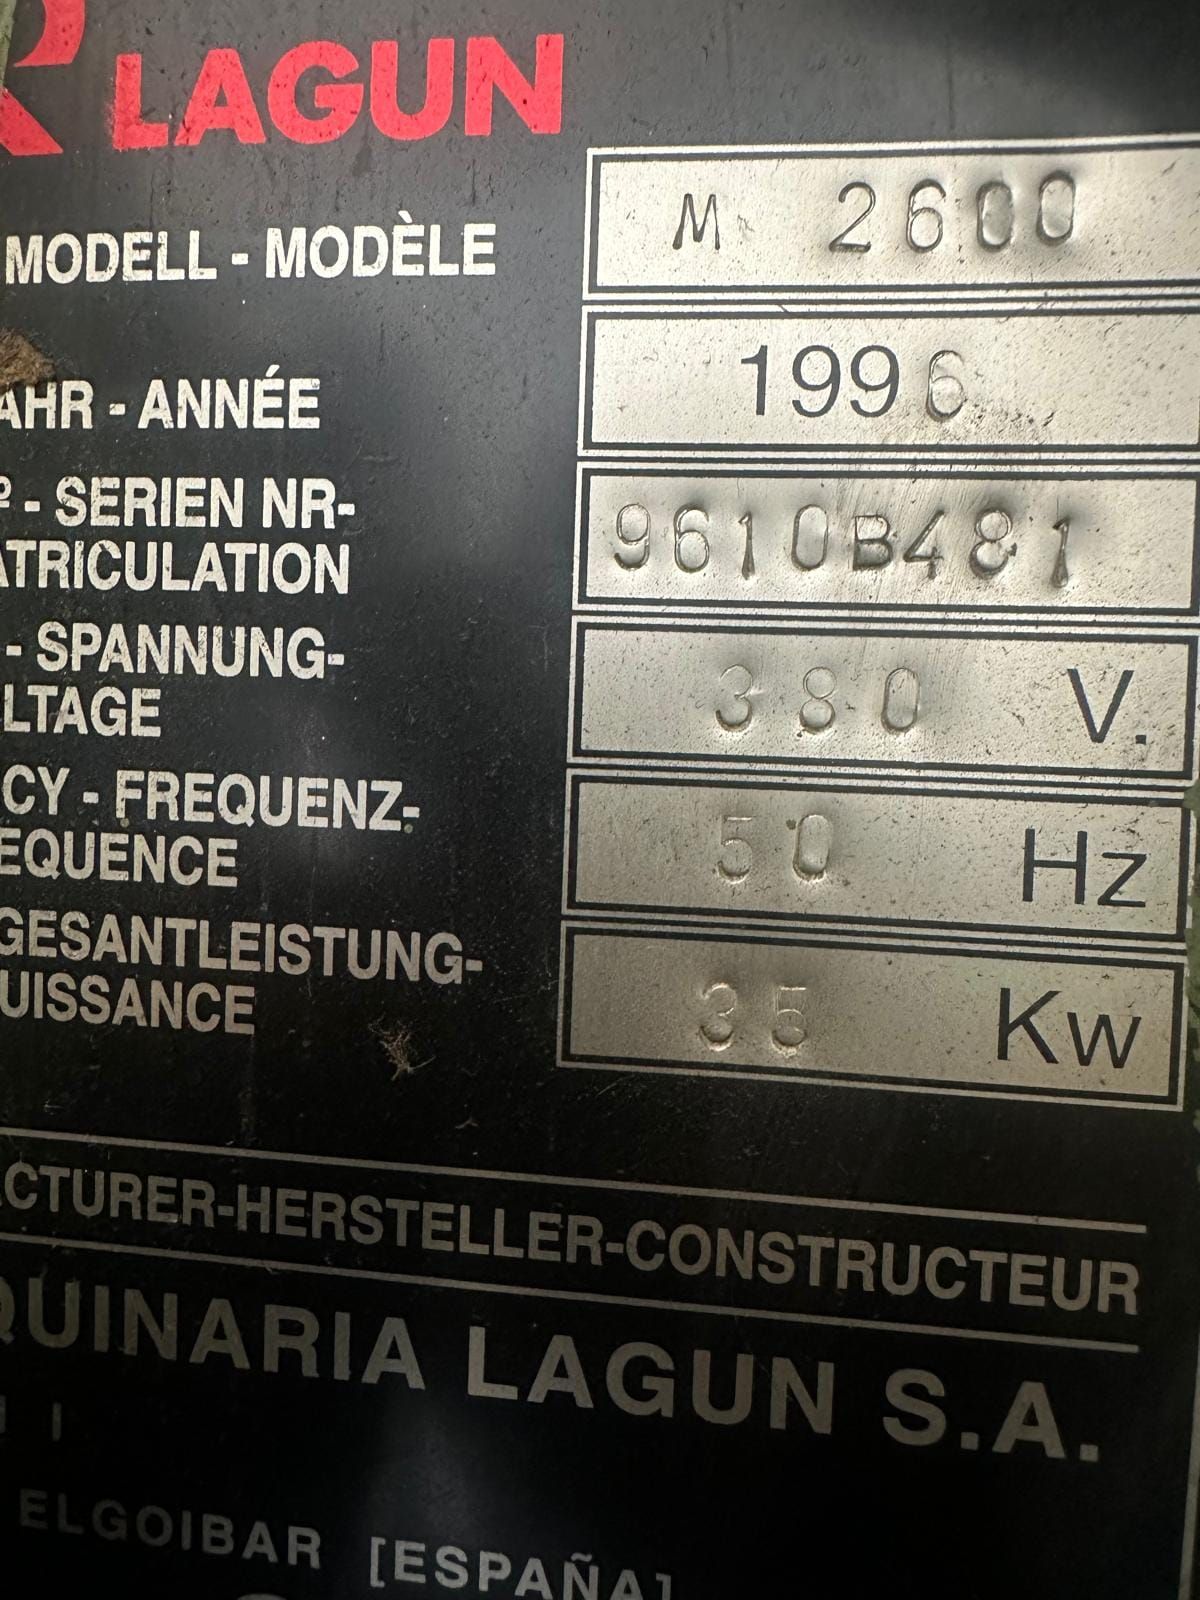 LAGUN
MODELL - MODÈLE M 2600
AHR - ANNÉE 1996
º - SERIEN NR-
ATRICULATION 9610B481
- SPANNUNG-
LTAGE 380 V.
CY - FREQUENZ-
EQUENCE 50 Hz
GESANTLEISTUNG-
UISSANCE 35 Kw
ACTURER-HERSTELLER-CONSTRUCTEUR
QUINARIA LAGUN S.A.
ELGOIBAR [ESPAÑA]